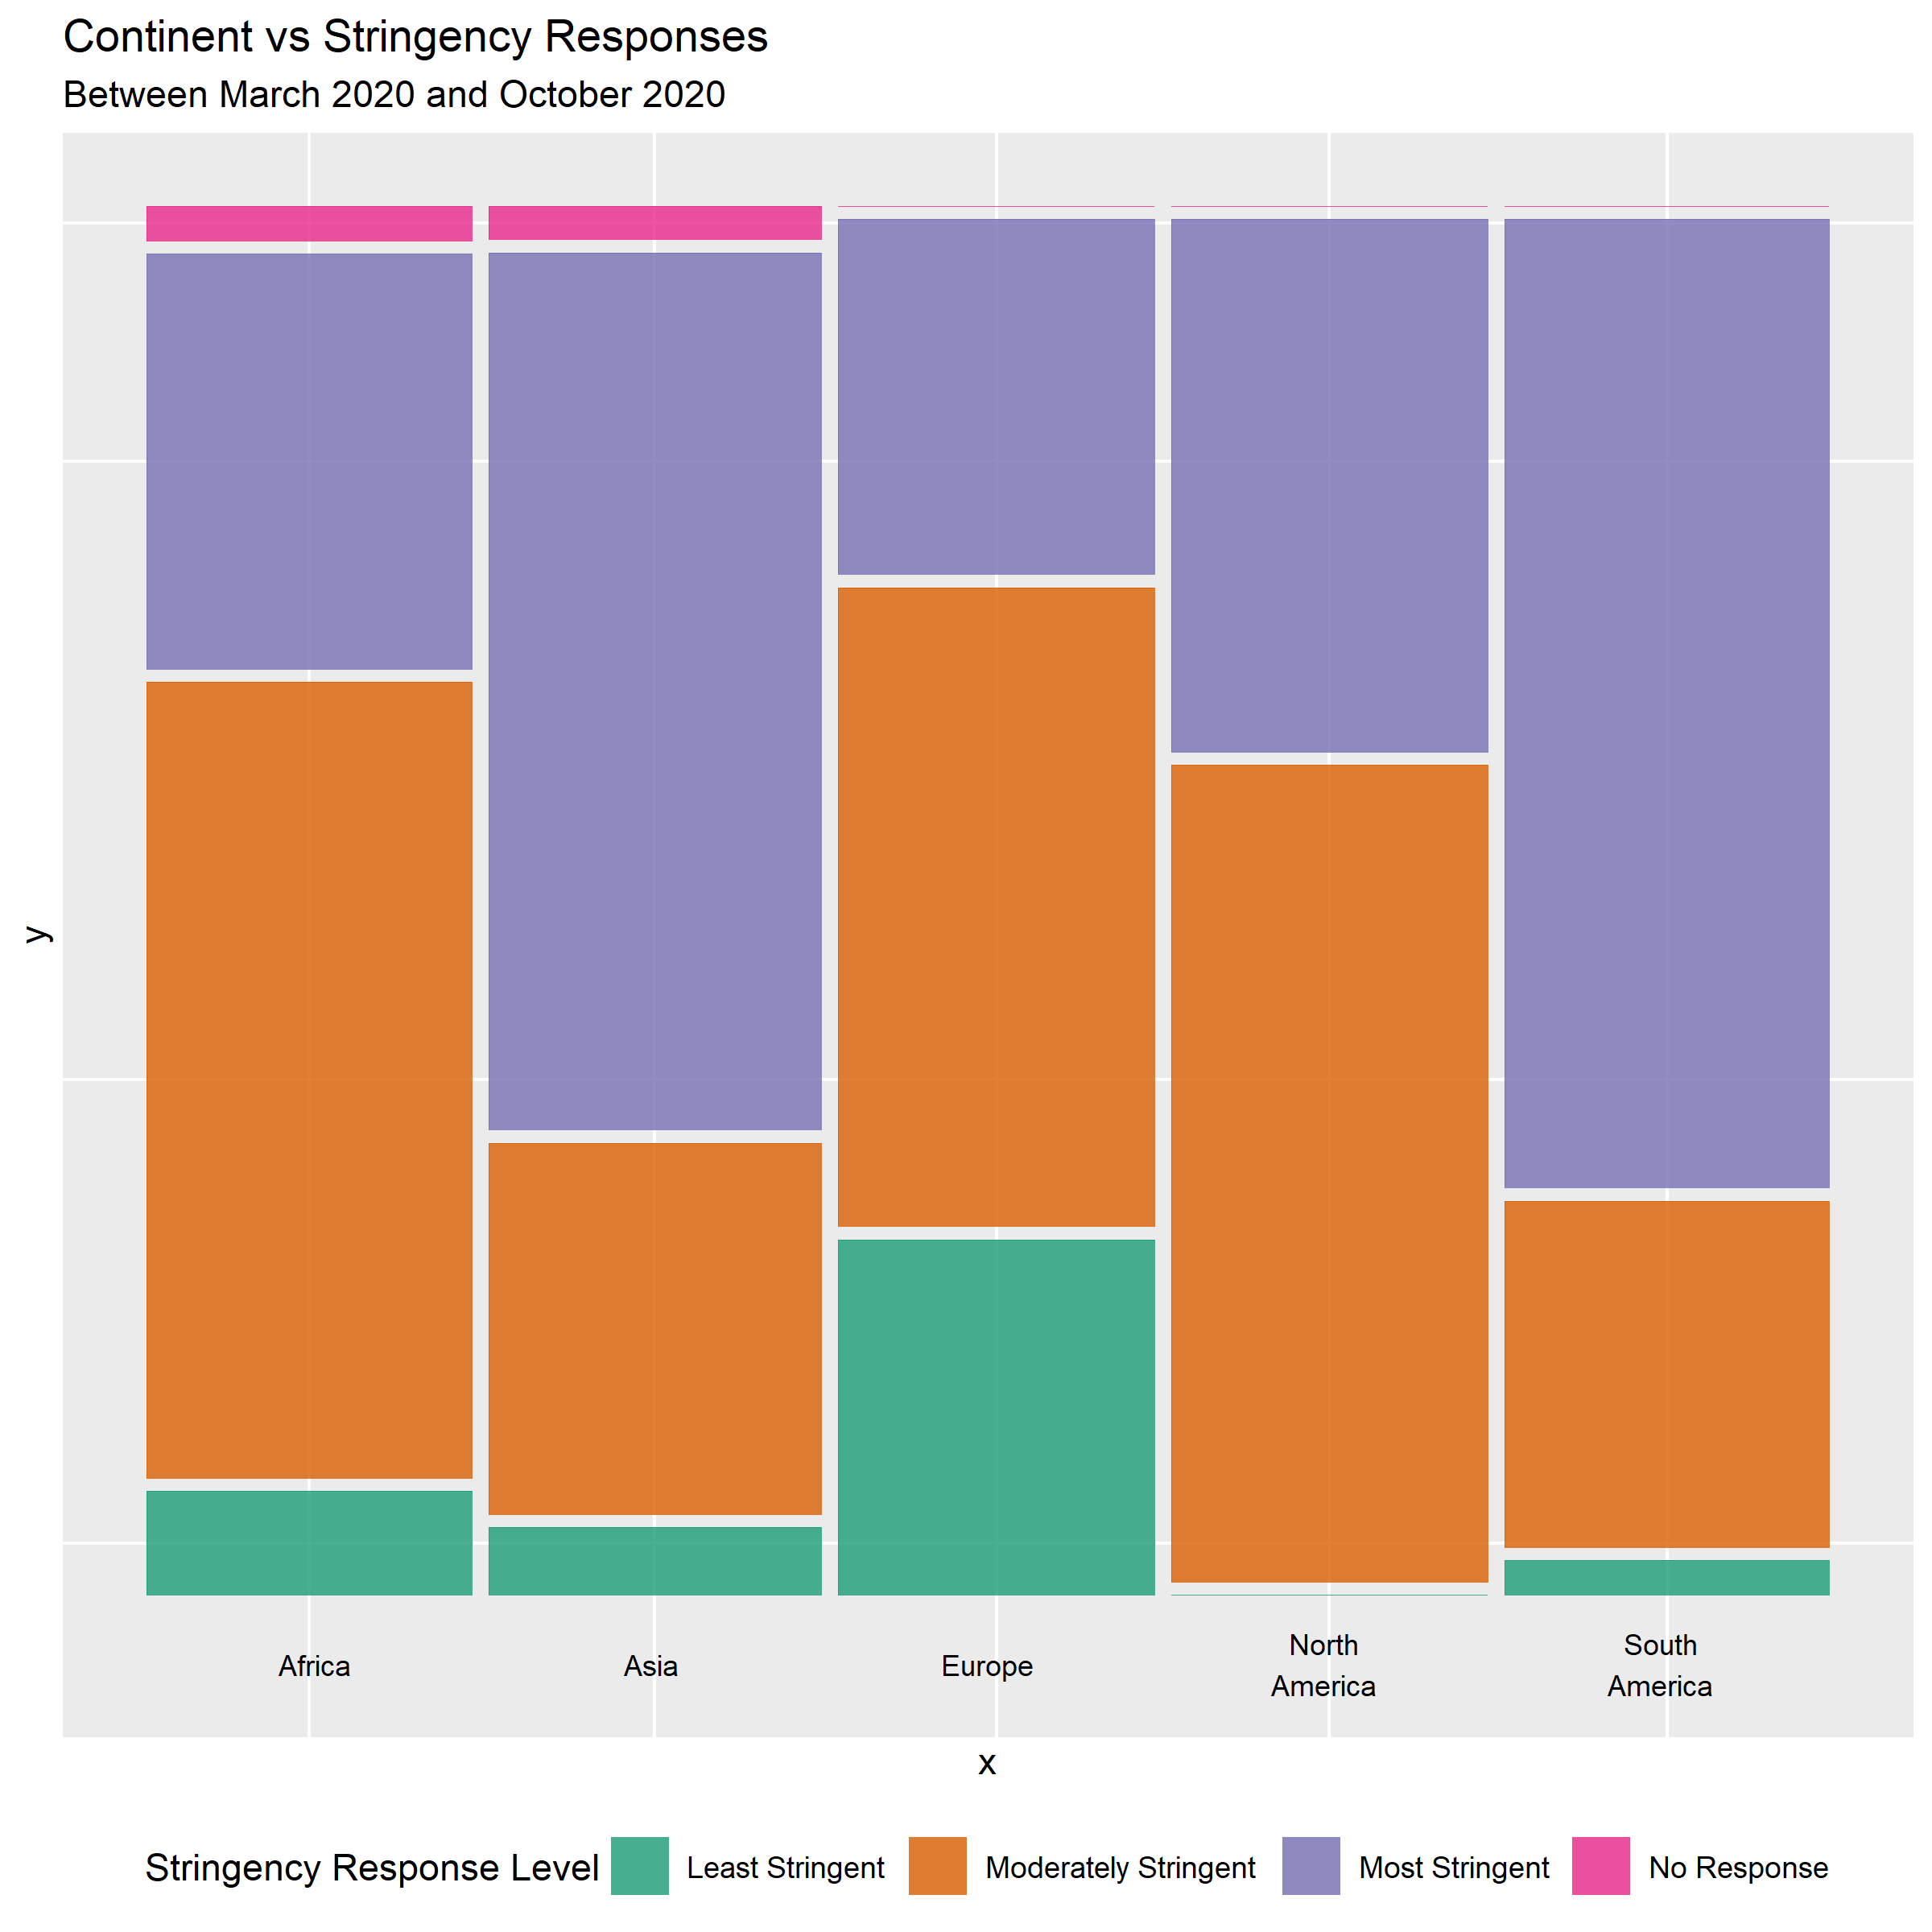 Continent vs Stringency Responses
Between March 2020 and October 2020
y
Africa
Asia
Europe
North
America
South
America
x
Stringency Response Level
Least Stringent
Moderately Stringent
Most Stringent
No Response